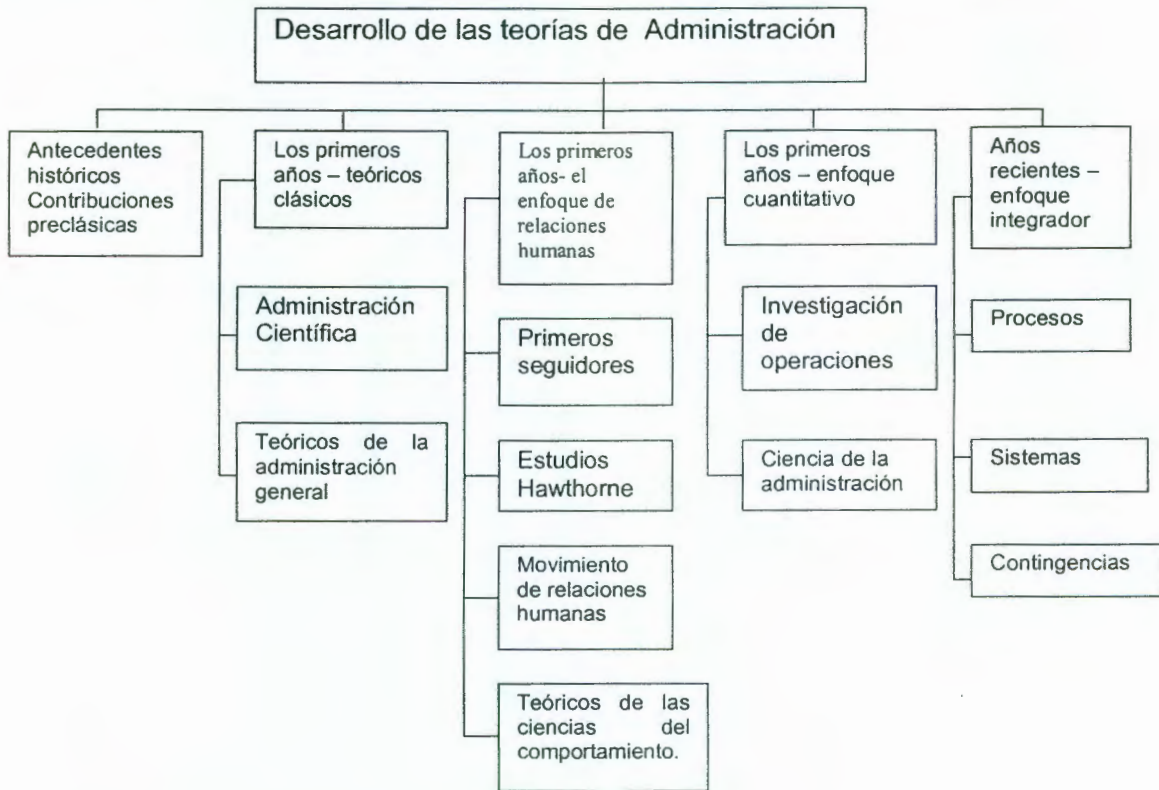 Desarrollo de las teorías de Administración
Antecedentes
históricos
Contribuciones
preclásicas
Los primeros
años – teóricos
clásicos
Administración
Científica
Teóricos de la
administración
general
Los primeros
años- el
enfoque de
relaciones
humanas
Primeros
seguidores
Estudios
Hawthorne
Movimiento
de relaciones
humanas
Teóricos de las
ciencias del
comportamiento.
Los primeros
años – enfoque
cuantitativo
Investigación
de
operaciones
Ciencia de la
administración
Años
recientes –
enfoque
integrador
Procesos
Sistemas
Contingencias